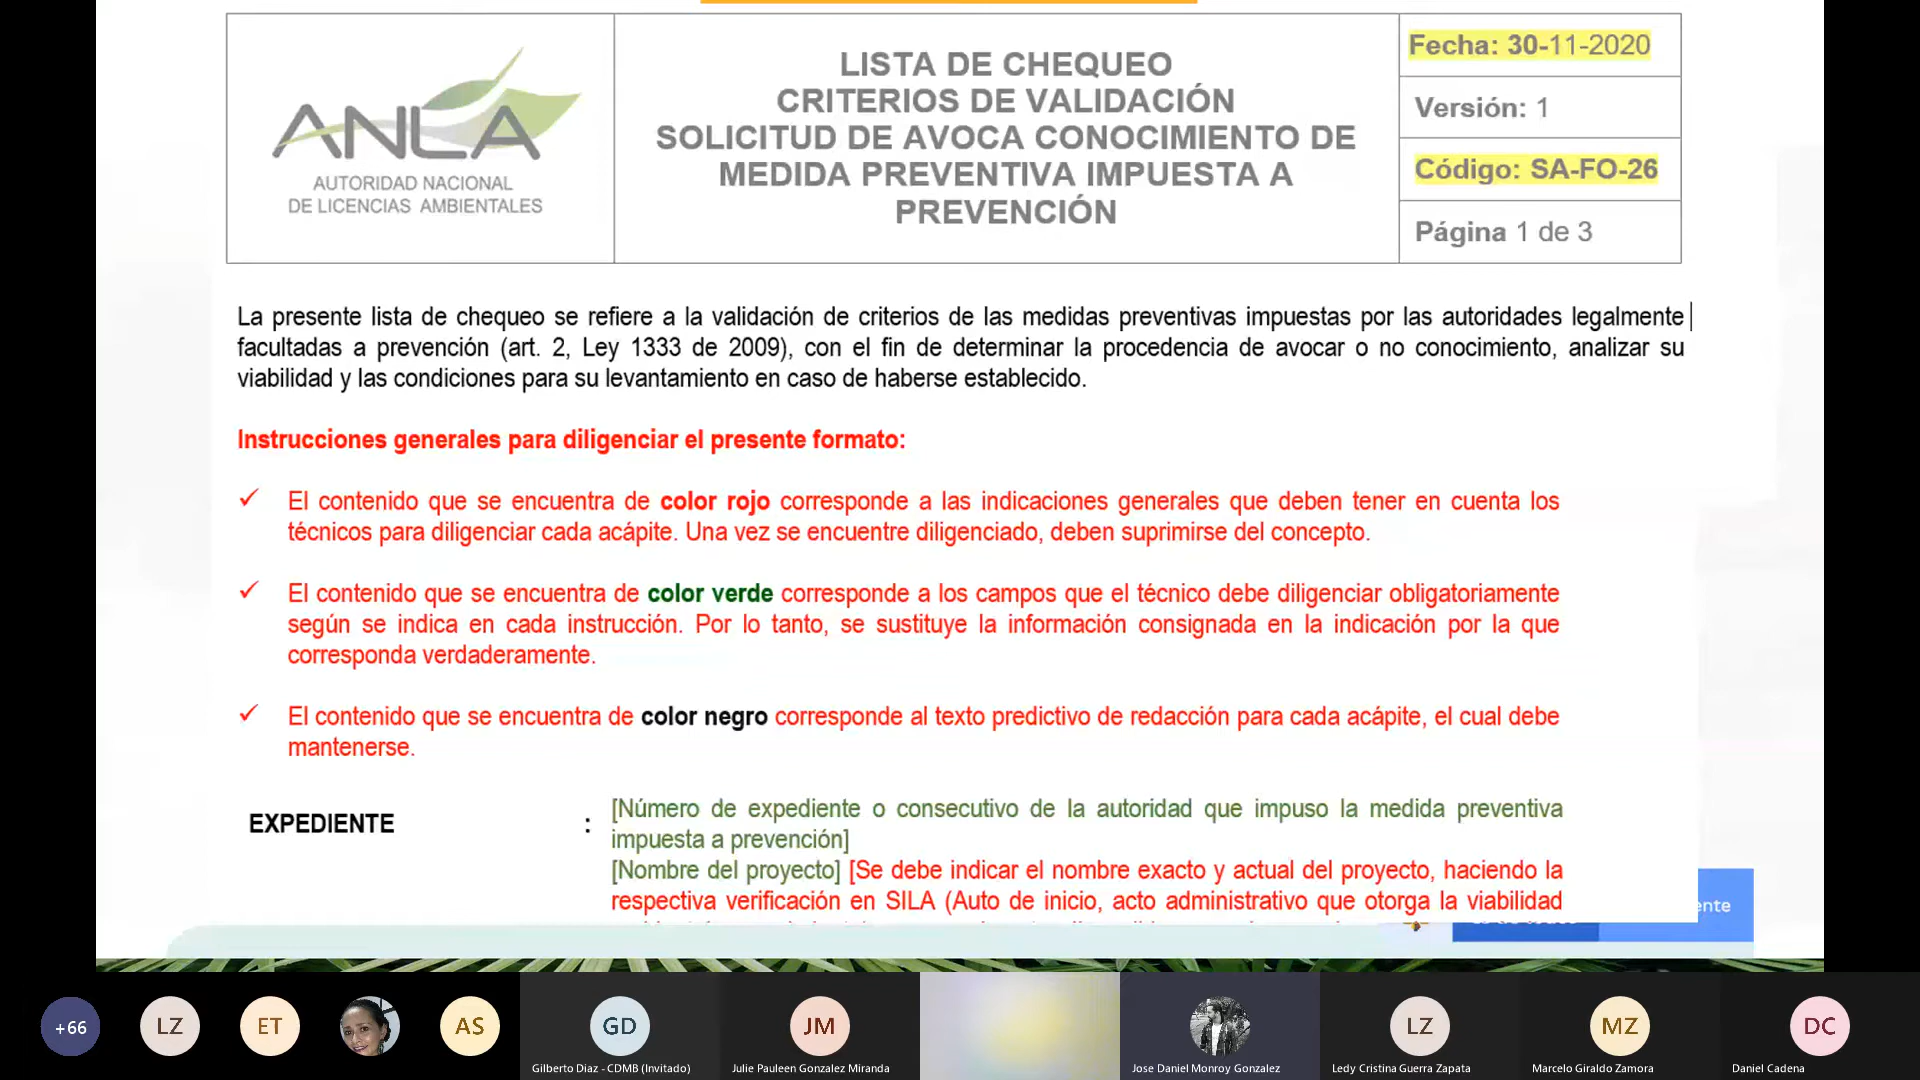 ANLA
AUTORIDAD NACIONAL
DE LICENCIAS AMBIENTALES
LISTA DE CHEQUEO
CRITERIOS DE VALIDACIÓN
SOLICITUD DE AVOCA CONOCIMIENTO DE
MEDIDA PREVENTIVA IMPUESTA A
PREVENCIÓN
Fecha: 30-11-2020
Versión: 1
Código: SA-FO-26
Página 1 de 3
La presente lista de chequeo se refiere a la validación de criterios de las medidas preventivas impuestas por las autoridades legalmente
facultadas a prevención (art. 2, Ley 1333 de 2009), con el fin de determinar la procedencia de avocar o no conocimiento, analizar su
viabilidad y las condiciones para su levantamiento en caso de haberse establecido.
Instrucciones generales para diligenciar el presente formato:
✓ El contenido que se encuentra de color rojo corresponde a las indicaciones generales que deben tener en cuenta los
técnicos para diligenciar cada acápite. Una vez se encuentre diligenciado, deben suprimirse del concepto.
✓ El contenido que se encuentra de color verde corresponde a los campos que el técnico debe diligenciar obligatoriamente
según se indica en cada instrucción. Por lo tanto, se sustituye la información consignada en la indicación por la que
corresponda verdaderamente.
✓ El contenido que se encuentra de color negro corresponde al texto predictivo de redacción para cada acápite, el cual debe
mantenerse.
EXPEDIENTE :
[Número de expediente o consecutivo de la autoridad que impuso la medida preventiva
impuesta a prevención]
[Nombre del proyecto] [Se debe indicar el nombre exacto y actual del proyecto, haciendo la
respectiva verificación en SILA (Auto de inicio, acto administrativo que otorga la viabilidad
ente
+66
LZ
ET
AS
GD
Gilberto Diaz - CDMB (Invitado)
JM
Julie Pauleen Gonzalez Miranda
Jose Daniel Monroy Gonzalez
LZ
Ledy Cristina Guerra Zapata
MZ
Marcelo Giraldo Zamora
DC
Daniel Cadena